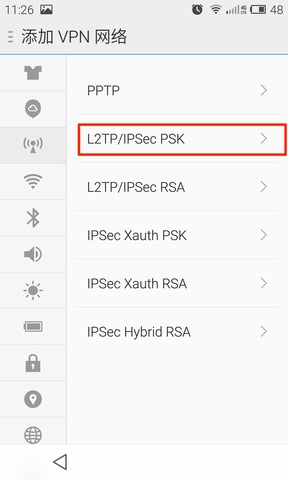 11:26
48
添加 VPN 网络
PPTP
L2TP/IPSec PSK
L2TP/IPSec RSA
IPSec Xauth PSK
IPSec Xauth RSA
IPSec Hybrid RSA